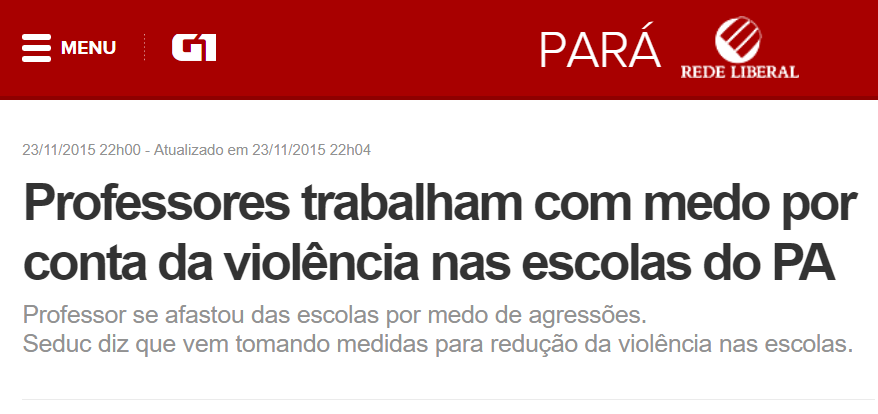 MENU G1 PARÁ REDE LIBERAL
23/11/2015 22h00 - Atualizado em 23/11/2015 22h04
Professores trabalham com medo por
conta da violência nas escolas do PA
Professor se afastou das escolas por medo de agressões.
Seduc diz que vem tomando medidas para redução da violência nas escolas.